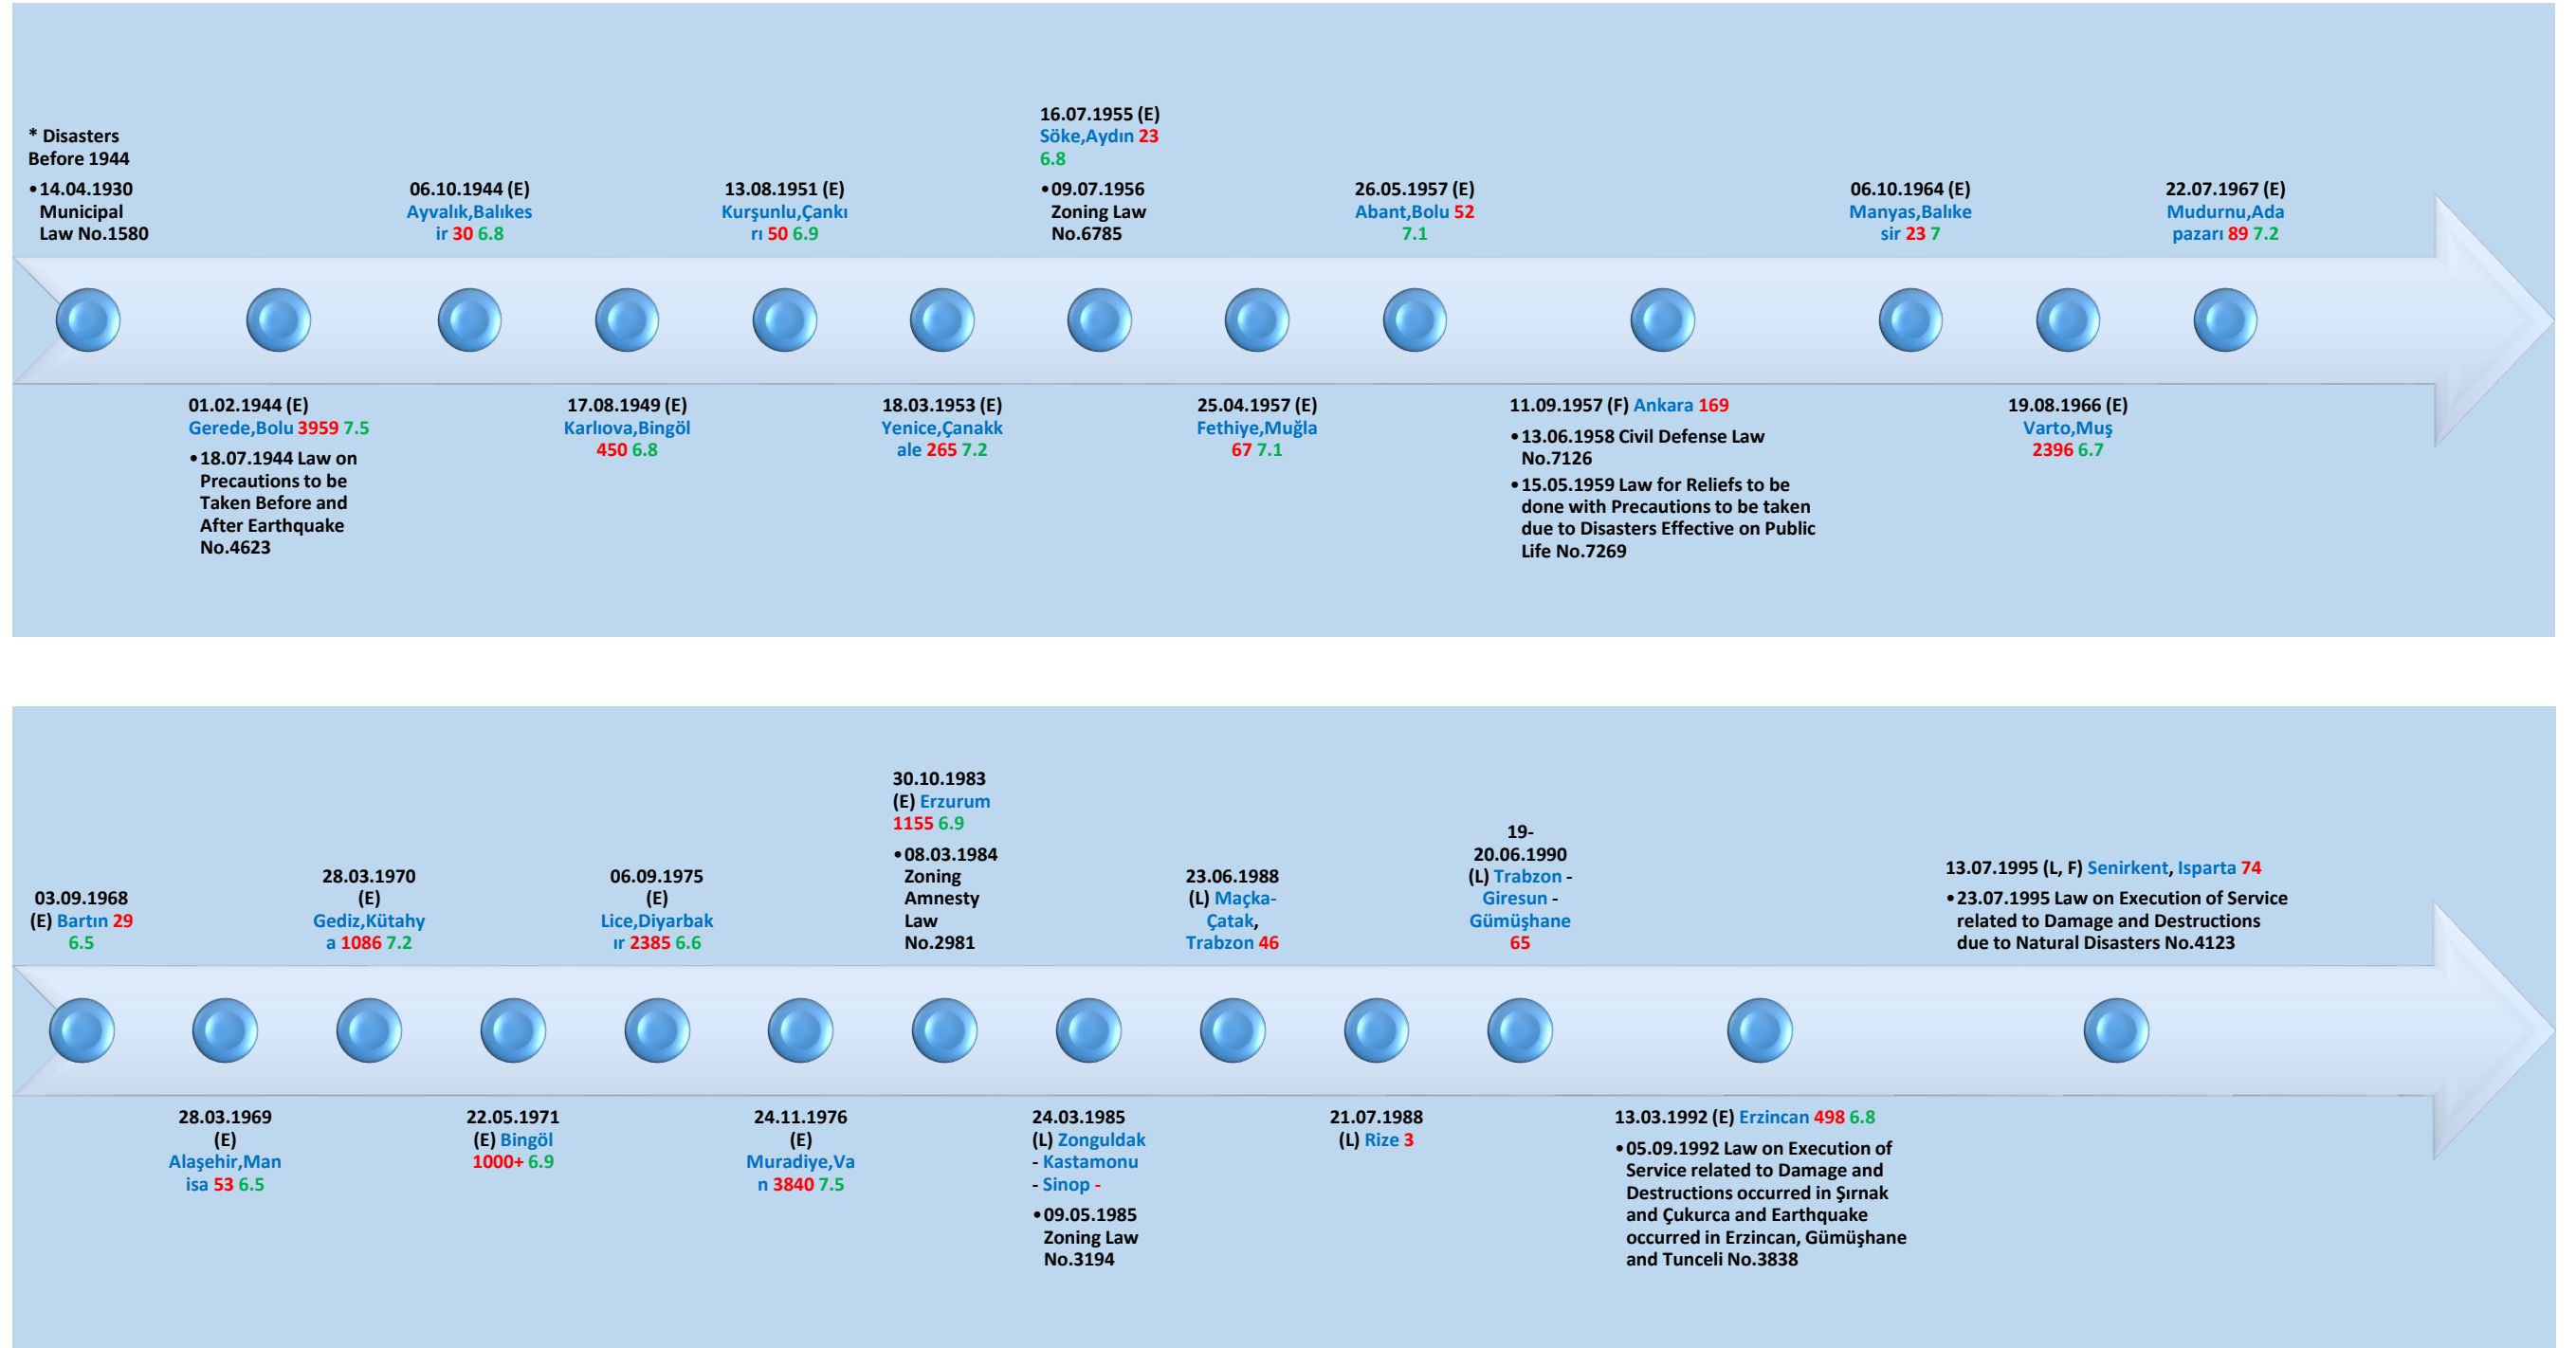 * Disasters
Before 1944
•14.04.1930
Municipal
Law No.1580
01.02.1944 (E)
Gerede,Bolu 3959 7.5
•18.07.1944 Law on
Precautions to be
Taken Before and
After Earthquake
No.4623
06.10.1944 (E)
Ayvalık,Balıkes
ir 30 6.8
17.08.1949 (E)
Karlıova,Bingöl
450 6.8
13.08.1951 (E)
Kurşunlu,Çankı
rı 50 6.9
18.03.1953 (E)
Yenice,Çanakk
ale 265 7.2
16.07.1955 (E)
Söke,Aydın 23
6.8
•09.07.1956
Zoning Law
No.6785
25.04.1957 (E)
Fethiye,Muğla
67 7.1
26.05.1957 (E)
Abant,Bolu 52
7.1
11.09.1957 (F) Ankara 169
•13.06.1958 Civil Defense Law
No.7126
•15.05.1959 Law for Reliefs to be
done with Precautions to be taken
due to Disasters Effective on Public
Life No.7269
06.10.1964 (E)
Manyas,Balıke
sir 23 7
19.08.1966 (E)
Varto,Muş
2396 6.7
22.07.1967 (E)
Mudurnu,Ada
pazarı 89 7.2
03.09.1968
(E) Bartın 29
6.5
28.03.1969
(E)
Alaşehir,Man
isa 53 6.5
28.03.1970
(E)
Gediz,Kütahy
a 1086 7.2
22.05.1971
(E) Bingöl
1000+ 6.9
06.09.1975
(E)
Lice,Diyarbak
ır 2385 6.6
24.11.1976
(E)
Muradiye,Va
n 3840 7.5
30.10.1983
(E) Erzurum
1155 6.9
•08.03.1984
Zoning
Amnesty
Law
No.2981
24.03.1985
(L) Zonguldak
- Kastamonu
- Sinop -
•09.05.1985
Zoning Law
No.3194
23.06.1988
(L) Maçka-
Çatak,
Trabzon 46
21.07.1988
(L) Rize 3
19-
20.06.1990
(L) Trabzon -
Giresun -
Gümüşhane
65
13.03.1992 (E) Erzincan 498 6.8
•05.09.1992 Law on Execution of
Service related to Damage and
Destructions occurred in Şırnak
and Çukurca and Earthquake
occurred in Erzincan, Gümüşhane
and Tunceli No.3838
13.07.1995 (L, F) Senirkent, Isparta 74
•23.07.1995 Law on Execution of Service
related to Damage and Destructions
due to Natural Disasters No.4123